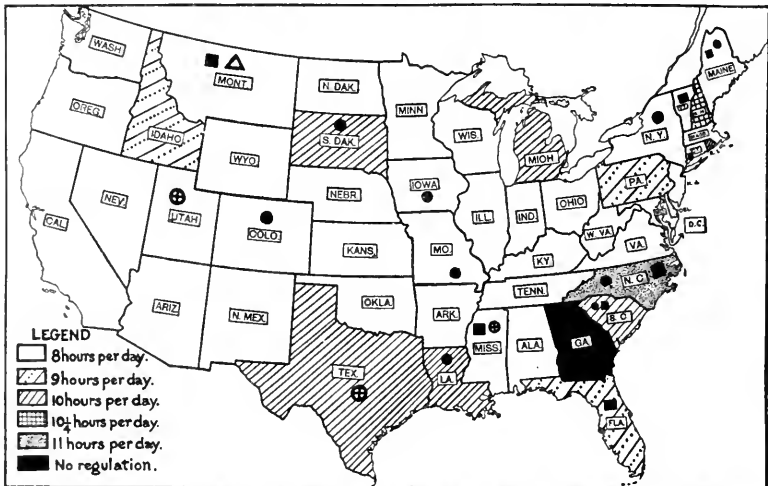 WASH.
MONT.
N. DAK.
MINN.
MAINE
OREG.
IDAHO
S. DAK.
WIS.
MICH
N.Y.
WYO.
IOWA
PA.
NEV.
UTAH
NEBR.
ILL.
IND.
OHIO
CAL.
COLO.
KANS.
MO.
KY
W. VA.
VA.
D.C.
ARIZ
N. MEX.
OKLA.
ARK.
TENN.
N. C.
S. C.
TEX.
LA.
MISS.
ALA.
GA.
FLA.
LEGEND
8 hours per day.
9 hours per day.
10 hours per day.
10¼ hours per day.
11 hours per day.
No regulation.